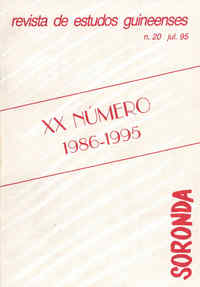 revista de estudos guineenses
n. 20 jul. 95
XX NÚMERO
1986-1995
SORONDA